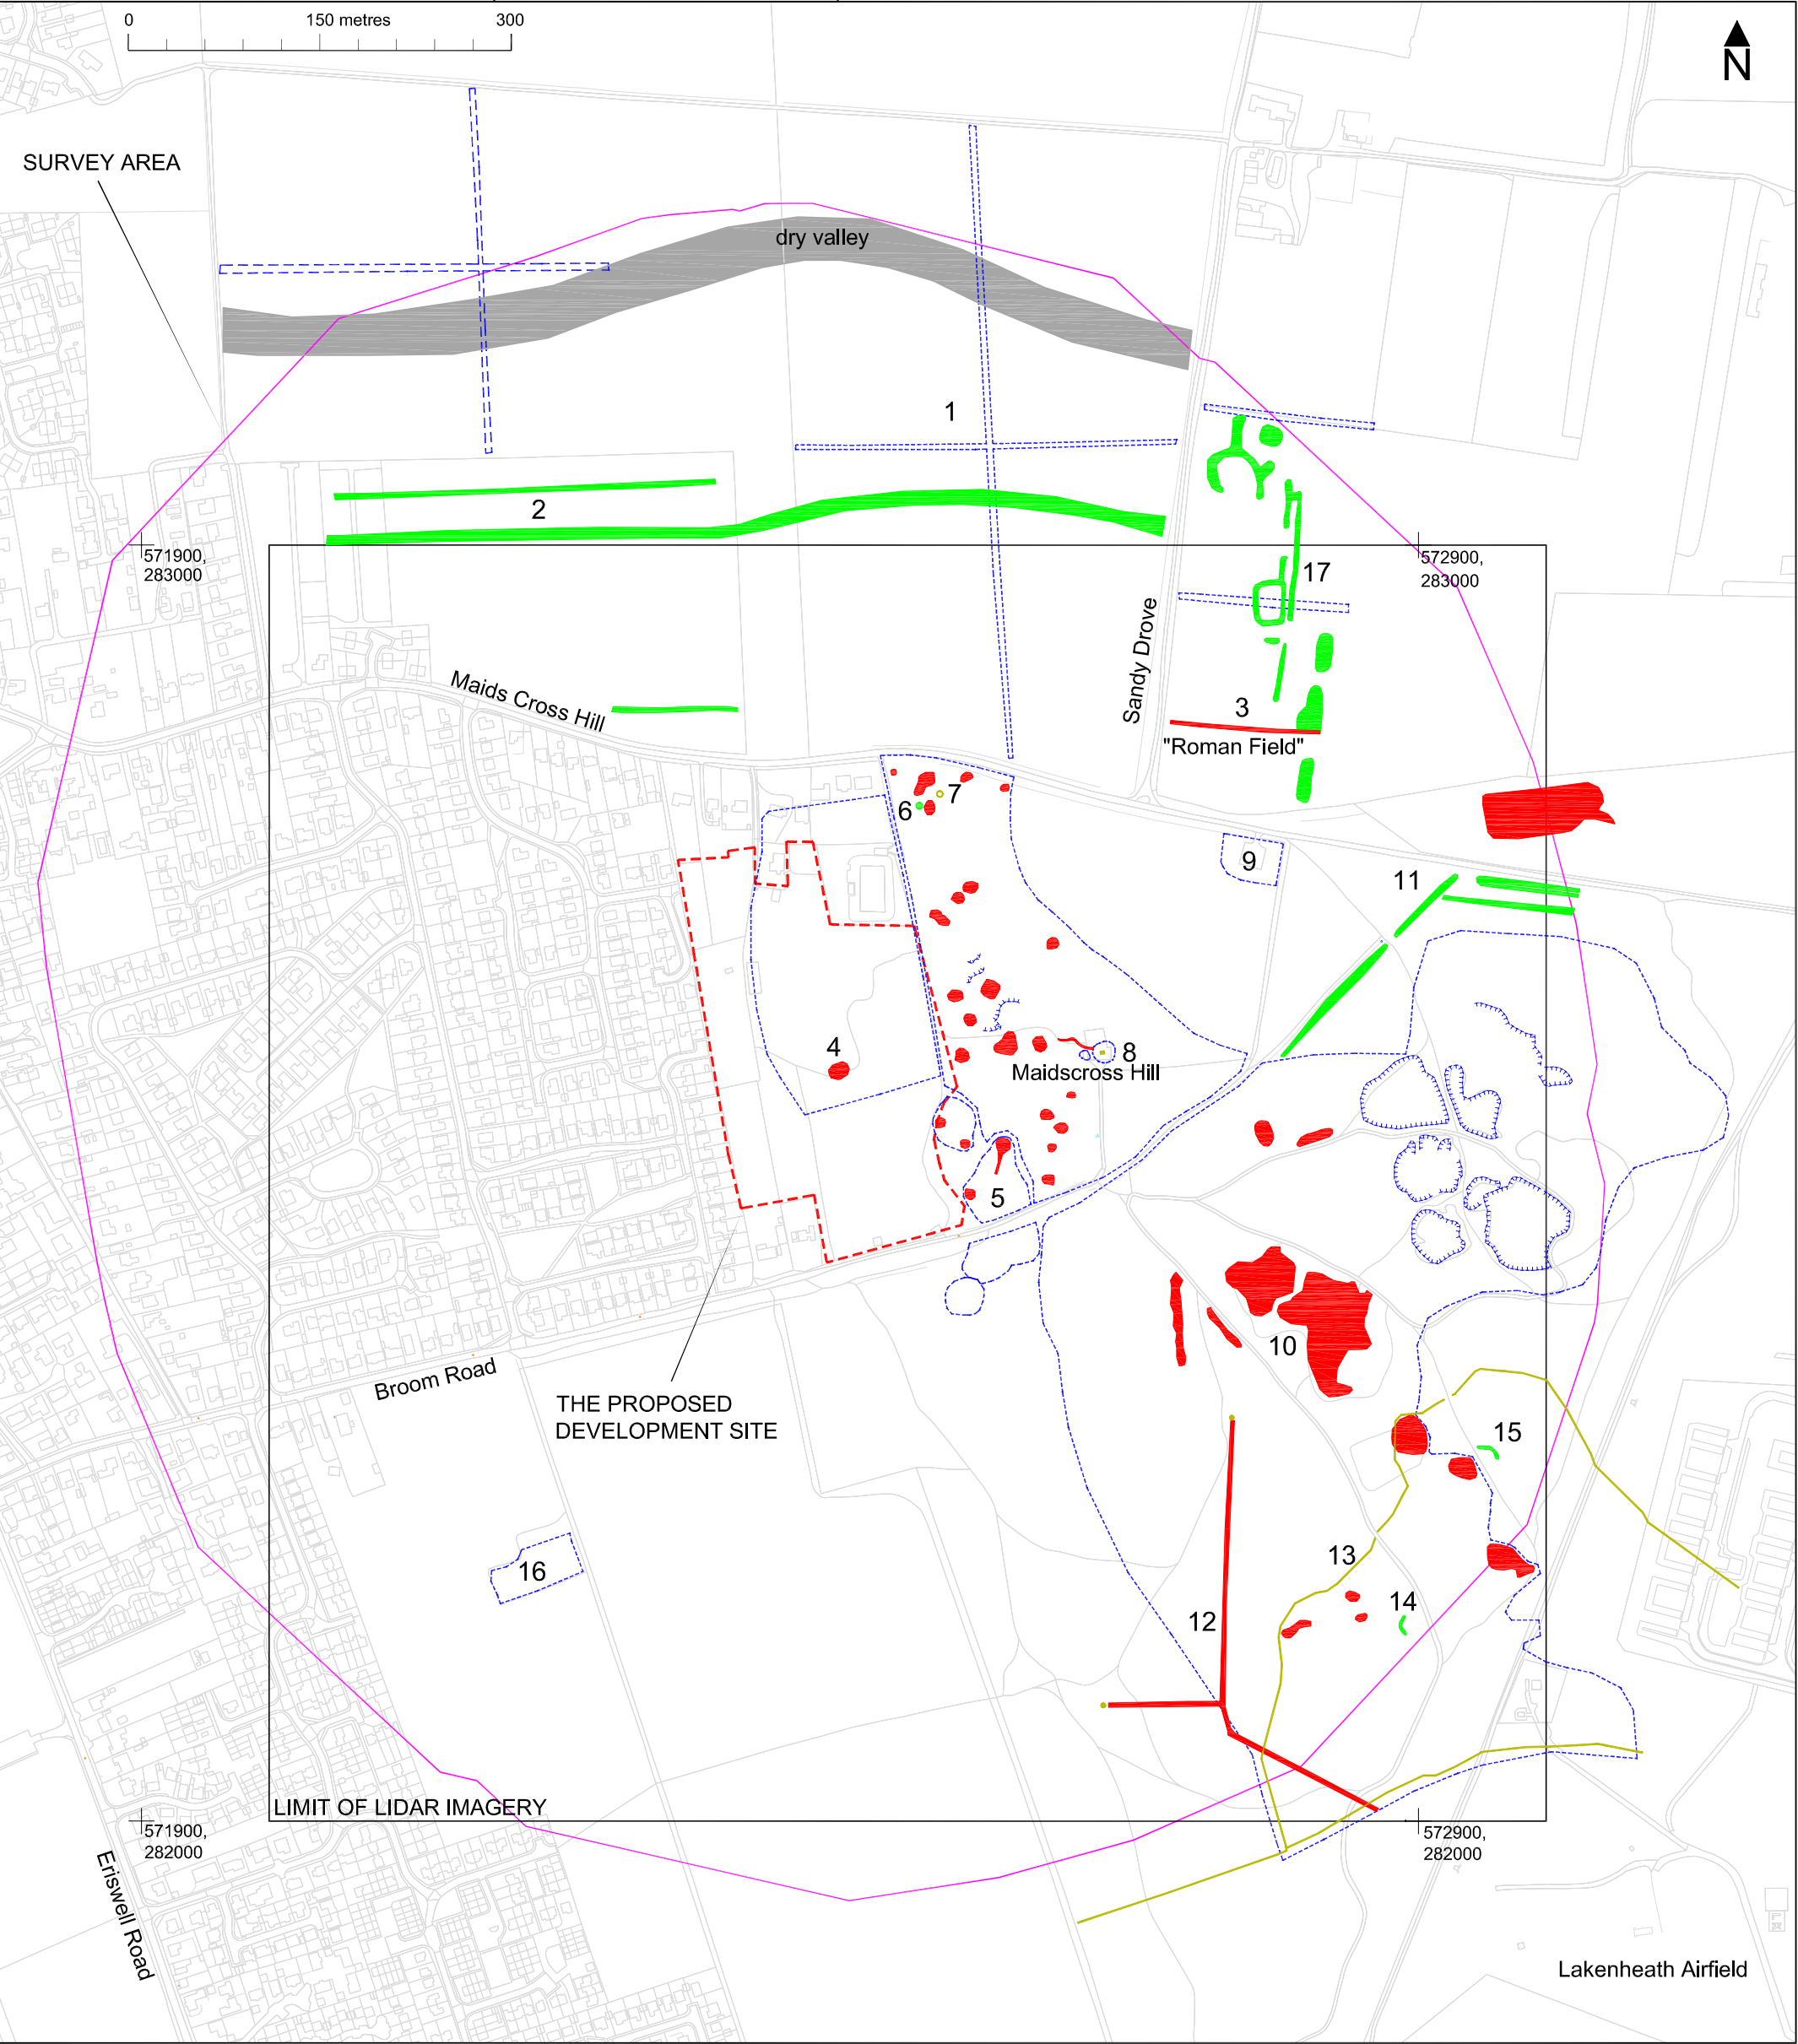 0 150 metres 300
N
SURVEY AREA
dry valley
1
2
571900,
283000
572900,
283000
17
Sandy Drove
Maids Cross Hill
3
"Roman Field"
6
7
9
11
4
8
Maidscross Hill
5
10
Broom Road
THE PROPOSED
DEVELOPMENT SITE
15
16
13
14
12
LIMIT OF LIDAR IMAGERY
571900,
282000
572900,
282000
Eriswell Road
Lakenheath Airfield